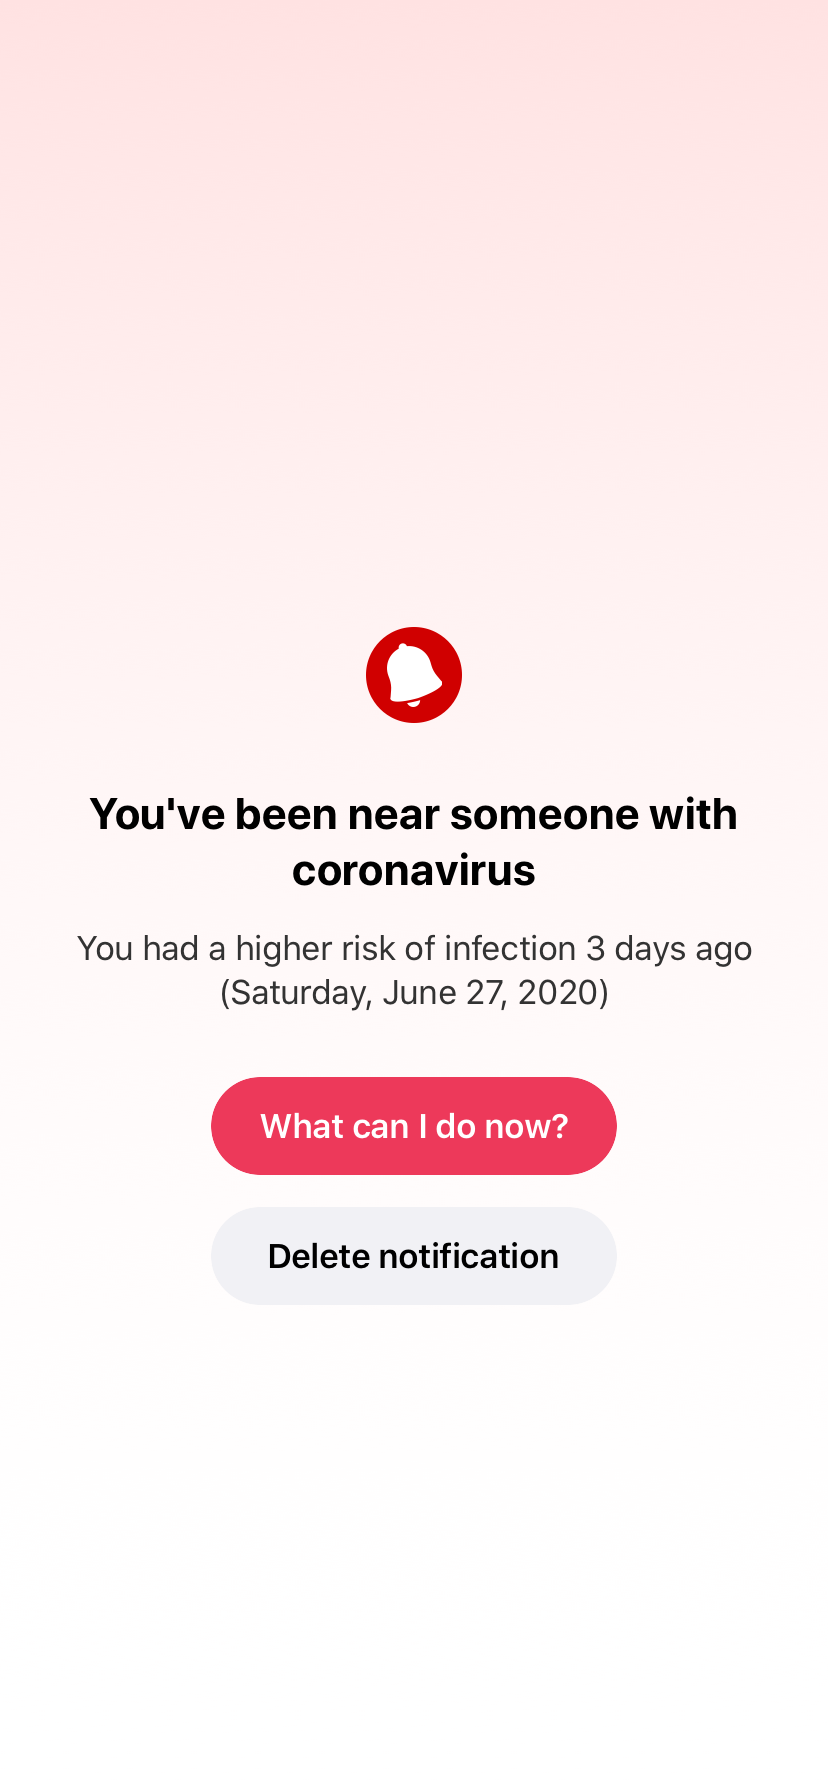 You've been near someone with
coronavirus
You had a higher risk of infection 3 days ago
(Saturday, June 27, 2020)
What can I do now?
Delete notification